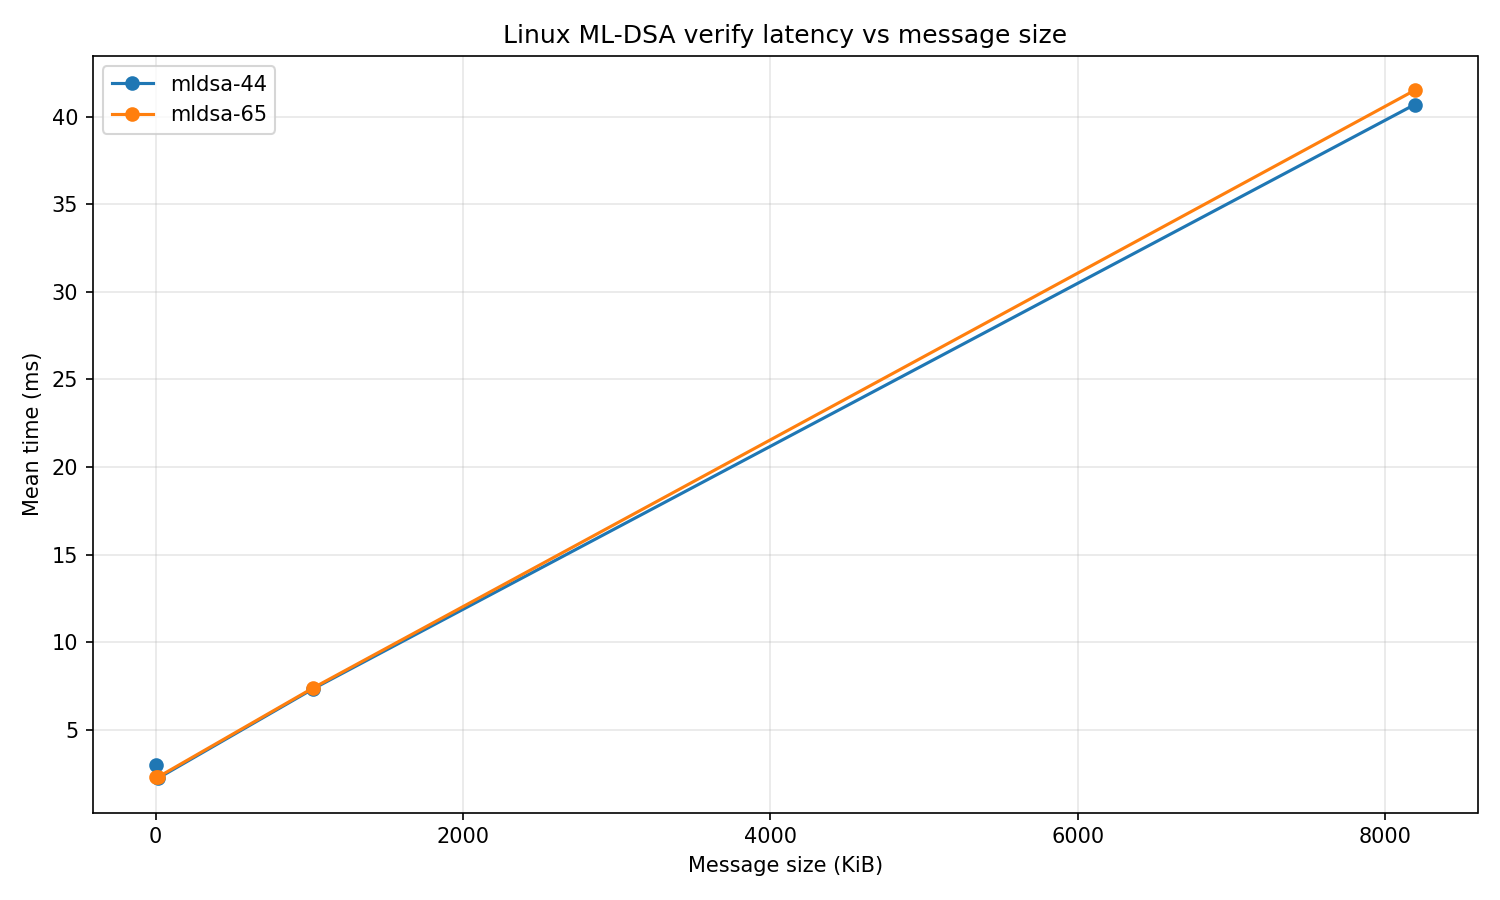 Linux ML-DSA verify latency vs message size
mldsa-44
mldsa-65
40
35
30
25
20
15
10
5
Mean time (ms)
0 2000 4000 6000 8000
Message size (KiB)